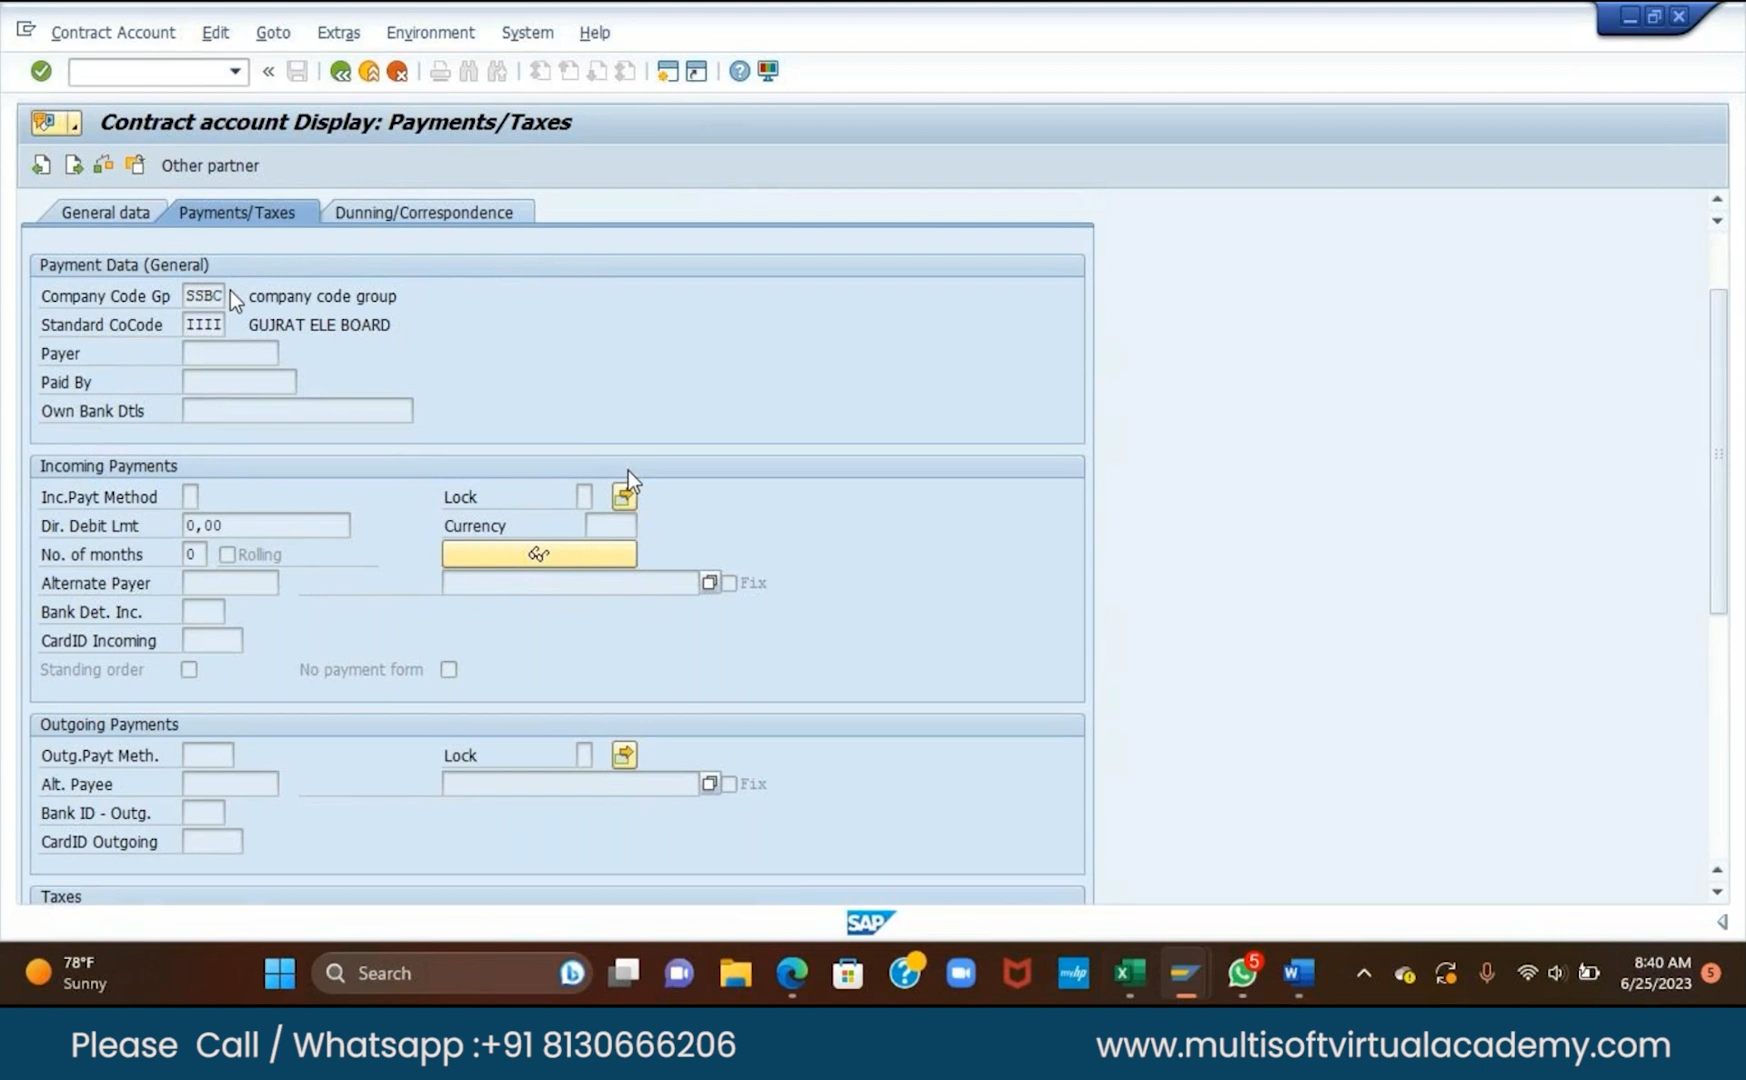 Contract Account Edit Goto Extras Environment System Help
Contract account Display: Payments/Taxes
Other partner
General data Payments/Taxes Dunning/Correspondence
Payment Data (General)
Company Code Gp SSBC company code group
Standard CoCode IIII GUJRAT ELE BOARD
Payer
Paid By
Own Bank Dtls
Incoming Payments
Inc.Payt Method Lock
Dir. Debit Lmt 0,00 Currency
No. of months 0 Rolling
Alternate Payer Fix
Bank Det. Inc.
CardID Incoming
Standing order No payment form
Outgoing Payments
Outg.Payt Meth. Lock
Alt. Payee Fix
Bank ID - Outg.
CardID Outgoing
Taxes
SAP
78°F
Sunny
Search
myhp
5
8:40 AM
6/25/2023
5
Please Call / Whatsapp :+91 8130666206
www.multisoftvirtualacademy.com